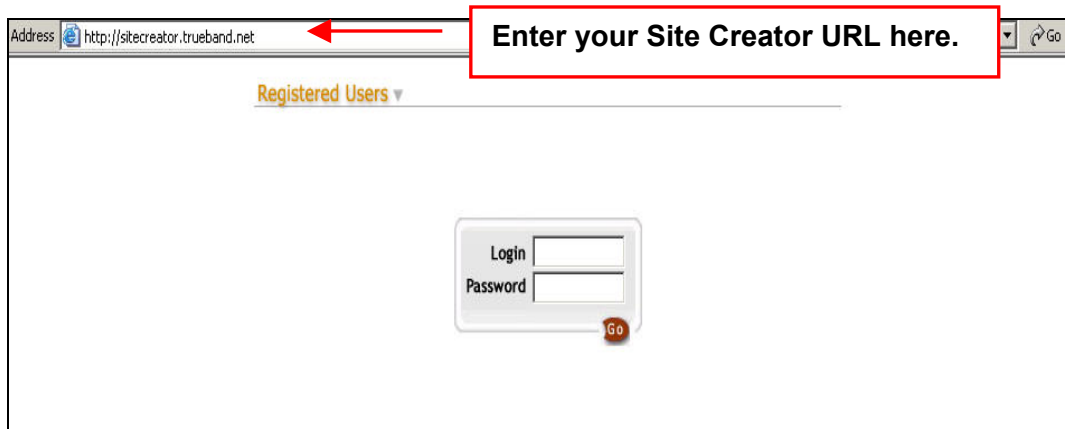 Address http://sitecreator.trueband.net Enter your Site Creator URL here. Go
Registered Users
Login
Password
Go